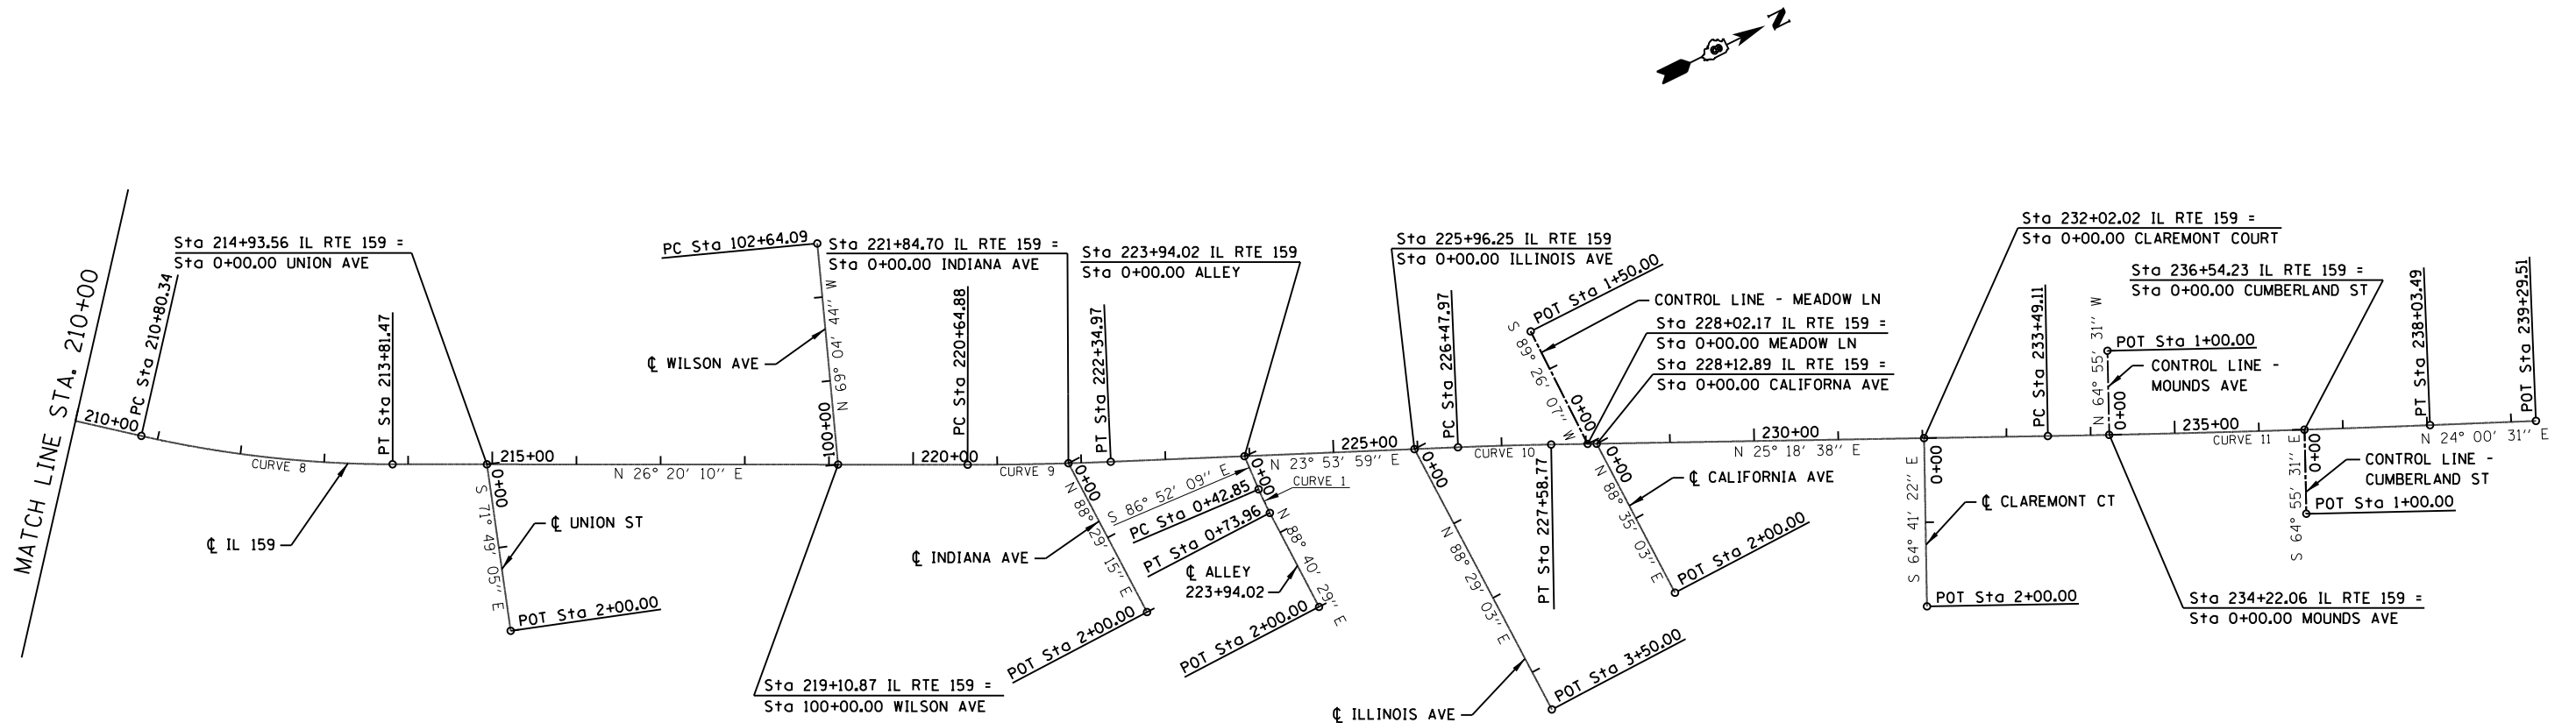 N
MATCH LINE STA. 210+00
210+00
PC Sta 210+80.34
Sta 214+93.56 IL RTE 159 =
Sta 0+00.00 UNION AVE
CURVE 8
℄ IL 159
PT Sta 213+81.47
215+00
0+00
S 71° 49' 05" E
℄ UNION ST
POT Sta 2+00.00
N 26° 20' 10" E
PC Sta 102+64.09
℄ WILSON AVE
N 69° 04' 44" W
100+00
Sta 219+10.87 IL RTE 159 =
Sta 100+00.00 WILSON AVE
Sta 221+84.70 IL RTE 159 =
Sta 0+00.00 INDIANA AVE
220+00
PC Sta 220+64.88
CURVE 9
0+00
N 88° 29' 15" E
℄ INDIANA AVE
POT Sta 2+00.00
PT Sta 222+34.97
Sta 223+94.02 IL RTE 159
Sta 0+00.00 ALLEY
S 86° 52' 09" E
0+00
PC Sta 0+42.85
CURVE 1
PT Sta 0+73.96
N 88° 40' 29" E
℄ ALLEY
223+94.02
POT Sta 2+00.00
N 23° 53' 59" E
225+00
Sta 225+96.25 IL RTE 159
Sta 0+00.00 ILLINOIS AVE
0+00
N 88° 29' 03" E
℄ ILLINOIS AVE
POT Sta 3+50.00
PC Sta 226+47.97
CURVE 10
PT Sta 227+58.77
POT Sta 1+50.00
S 89° 26' 07" W
0+00
CONTROL LINE - MEADOW LN
Sta 228+02.17 IL RTE 159 =
Sta 0+00.00 MEADOW LN
Sta 228+12.89 IL RTE 159 =
Sta 0+00.00 CALIFORNA AVE
0+00
N 88° 35' 03" E
℄ CALIFORNIA AVE
POT Sta 2+00.00
230+00
N 25° 18' 38" E
Sta 232+02.02 IL RTE 159 =
Sta 0+00.00 CLAREMONT COURT
0+00
S 64° 41' 22" E
℄ CLAREMONT CT
POT Sta 2+00.00
PC Sta 233+49.11
N 64° 55' 31" W
POT Sta 1+00.00
CONTROL LINE -
MOUNDS AVE
0+00
Sta 234+22.06 IL RTE 159 =
Sta 0+00.00 MOUNDS AVE
235+00
CURVE 11
Sta 236+54.23 IL RTE 159 =
Sta 0+00.00 CUMBERLAND ST
0+00
S 64° 55' 31" E
CONTROL LINE -
CUMBERLAND ST
POT Sta 1+00.00
PT Sta 238+03.49
N 24° 00' 31" E
POT Sta 239+29.51